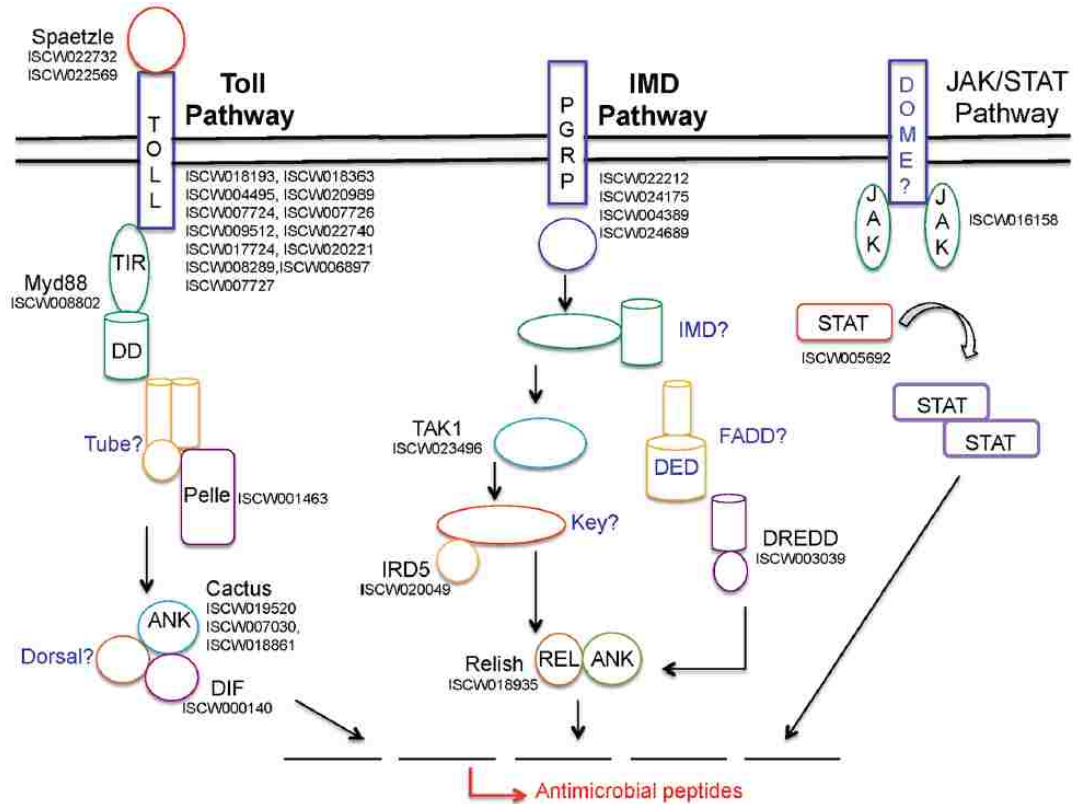 Spaetzle
ISCW022732
ISCW022569
Toll
Pathway
TOLL
ISCW018193, ISCW018363
ISCW004495, ISCW020989
ISCW007724, ISCW007726
ISCW009512, ISCW022740
ISCW017724, ISCW020221
ISCW008289,ISCW006897
ISCW007727
TIR
Myd88
ISCW008802
DD
Tube?
Pelle
ISCW001463
Cactus
ISCW019520
ISCW007030,
ISCW018861
ANK
Dorsal?
DIF
ISCW000140
IMD
Pathway
PGRP
ISCW022212
ISCW024175
ISCW004389
ISCW024689
IMD?
TAK1
ISCW023496
FADD?
DED
Key?
IRD5
ISCW020049
DREDD
ISCW003039
Relish
ISCW018935
REL
ANK
JAK/STAT
Pathway
DOME?
JAK
JAK
ISCW016158
STAT
ISCW005692
STAT
STAT
Antimicrobial peptides